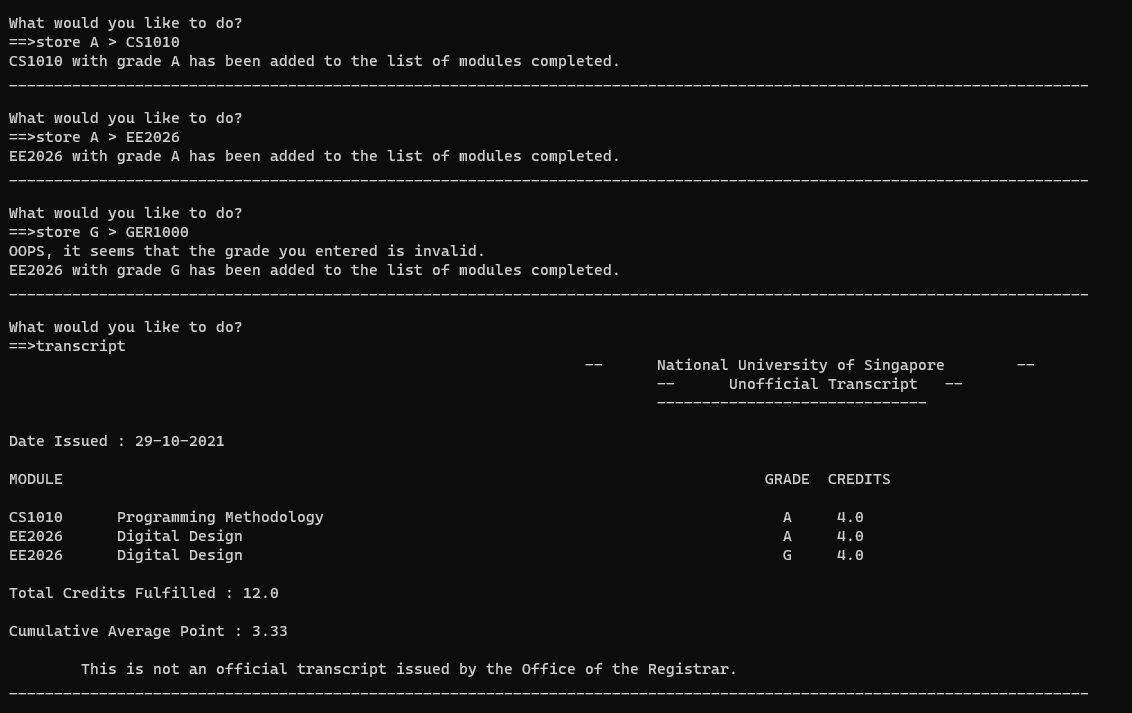 What would you like to do?
==>store A > CS1010
CS1010 with grade A has been added to the list of modules completed.
------------------------------------------------------------------------------------------------------------------------
What would you like to do?
==>store A > EE2026
EE2026 with grade A has been added to the list of modules completed.
------------------------------------------------------------------------------------------------------------------------
What would you like to do?
==>store G > GER1000
OOPS, it seems that the grade you entered is invalid.
EE2026 with grade G has been added to the list of modules completed.
------------------------------------------------------------------------------------------------------------------------
What would you like to do?
==>transcript
-- National University of Singapore --
-- Unofficial Transcript --
------------------------------
Date Issued : 29-10-2021
MODULE GRADE CREDITS
CS1010 Programming Methodology A 4.0
EE2026 Digital Design A 4.0
EE2026 Digital Design G 4.0
Total Credits Fulfilled : 12.0
Cumulative Average Point : 3.33
This is not an official transcript issued by the Office of the Registrar.
------------------------------------------------------------------------------------------------------------------------